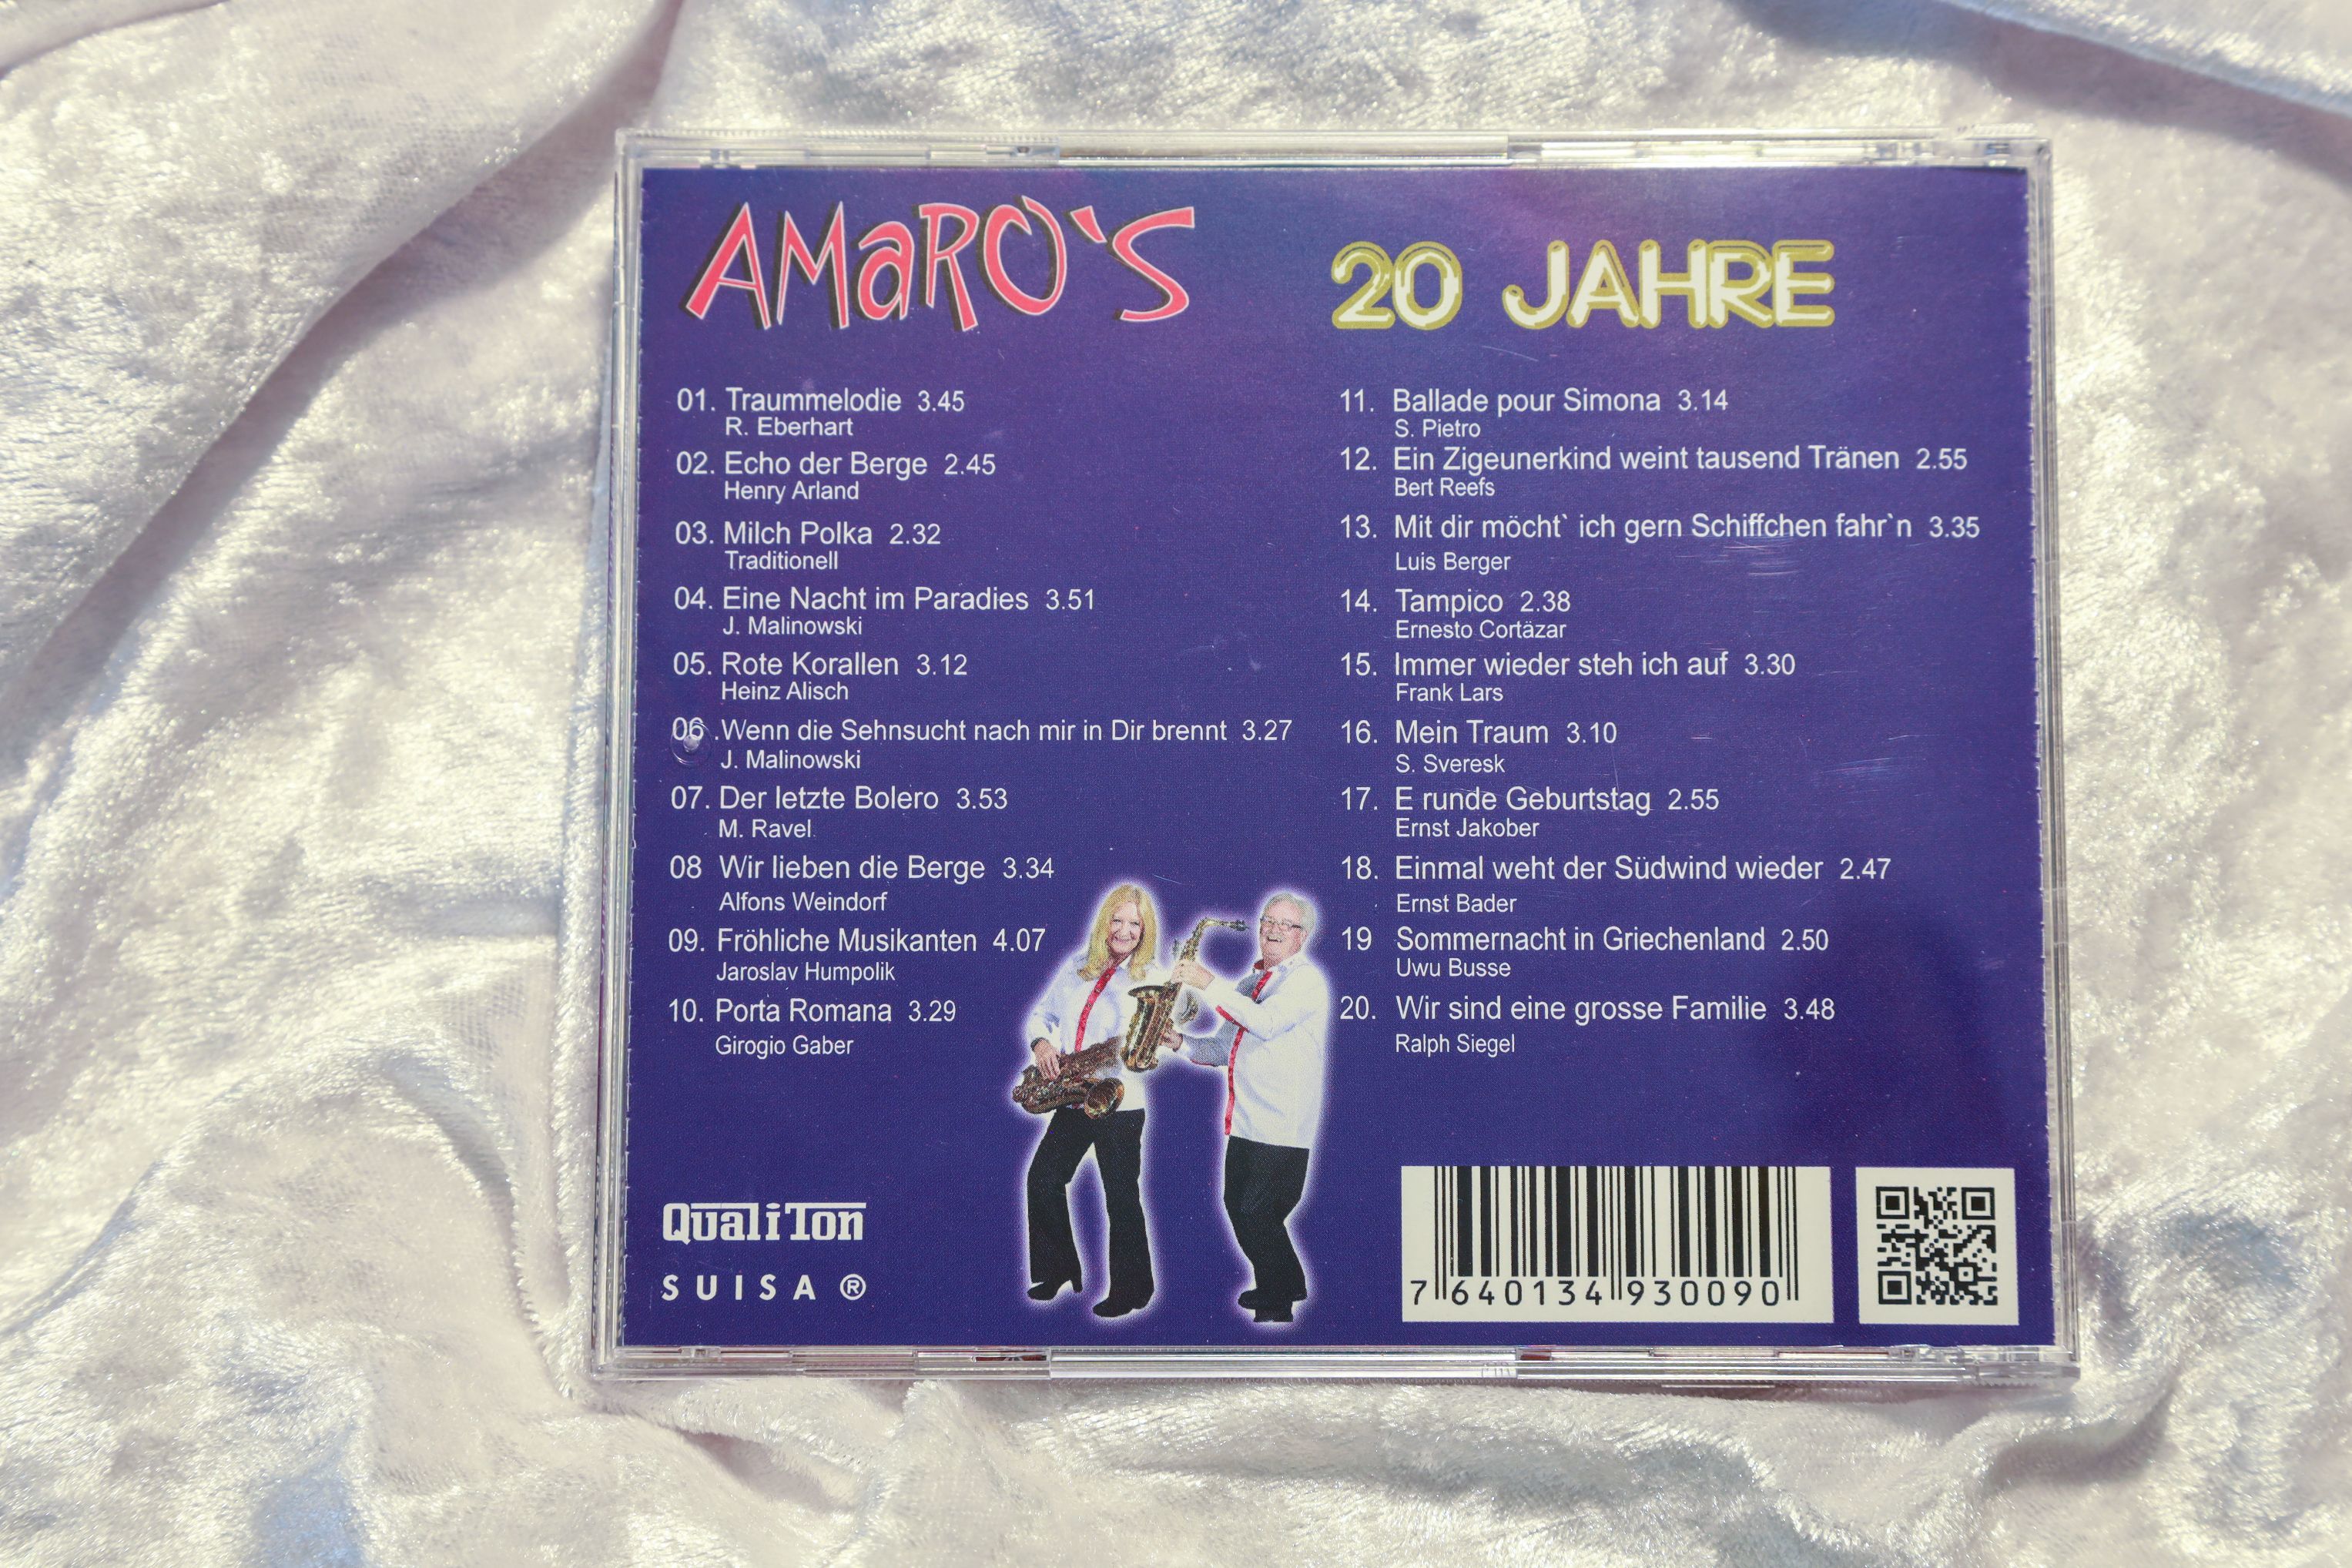 AMaRO`S
20 JAHRE
01. Traummelodie 3.45
R. Eberhart
02. Echo der Berge 2.45
Henry Arland
03. Milch Polka 2.32
Traditionell
04. Eine Nacht im Paradies 3.51
J. Malinowski
05. Rote Korallen 3.12
Heinz Alisch
06 .Wenn die Sehnsucht nach mir in Dir brennt 3.27
J. Malinowski
07. Der letzte Bolero 3.53
M. Ravel
08 Wir lieben die Berge 3.34
Alfons Weindorf
09. Fröhliche Musikanten 4.07
Jaroslav Humpolik
10. Porta Romana 3.29
Girogio Gaber
11. Ballade pour Simona 3.14
S. Pietro
12. Ein Zigeunerkind weint tausend Tränen 2.55
Bert Reefs
13. Mit dir möcht` ich gern Schiffchen fahr`n 3.35
Luis Berger
14. Tampico 2.38
Ernesto Cortäzar
15. Immer wieder steh ich auf 3.30
Frank Lars
16. Mein Traum 3.10
S. Sveresk
17. E runde Geburtstag 2.55
Ernst Jakober
18. Einmal weht der Südwind wieder 2.47
Ernst Bader
19 Sommernacht in Griechenland 2.50
Uwu Busse
20. Wir sind eine grosse Familie 3.48
Ralph Siegel
QualiTon
SUISA ®
7 640134 930090